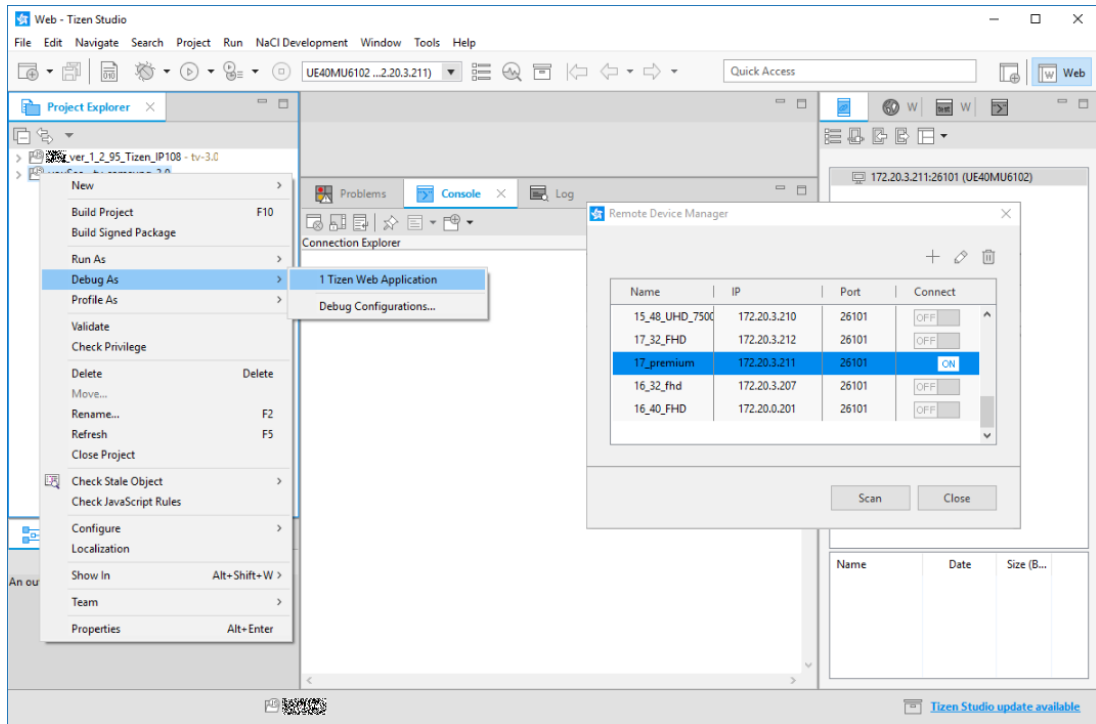 Web - Tizen Studio
File Edit Navigate Search Project Run NaCl Development Window Tools Help
UE40MU6102 ...2.20.3.211)
Quick Access
Web
Project Explorer
W
W
_ver_1_2_95_Tizen_IP108 - tv-3.0
Problems
Console
Log
Connection Explorer
172.20.3.211:26101 (UE40MU6102)
New
Build Project F10
Build Signed Package
Run As
Debug As
Profile As
Validate
Check Privilege
Delete Delete
Move...
Rename... F2
Refresh F5
Close Project
Check Stale Object
Check JavaScript Rules
Configure
Localization
Show In Alt+Shift+W
Team
Properties Alt+Enter
1 Tizen Web Application
Debug Configurations...
Remote Device Manager
Name IP Port Connect
15_48_UHD_7500 172.20.3.210 26101 OFF
17_32_FHD 172.20.3.212 26101 OFF
17_premium 172.20.3.211 26101 ON
16_32_fhd 172.20.3.207 26101 OFF
16_40_FHD 172.20.0.201 26101 OFF
Scan Close
An ou
Name Date Size (B...
Tizen Studio update available